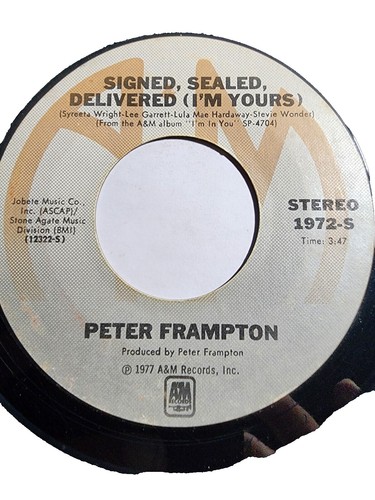 SIGNED, SEALED,
DELIVERED (I'M YOURS)
(Syreeta Wright-Lee Garrett-Lula Mae Hardaway-Stevie Wonder)
(From the A&M album "I'm in You" SP-4704)
Jobete Music Co.,
Inc. (ASCAP)/
Stone Agate Music
Division (BMI)
(12322-S)
STEREO
1972-S
Time: 3:47
PETER FRAMPTON
Produced by Peter Frampton
℗ 1977 A&M Records, Inc.
A&M
RECORDS